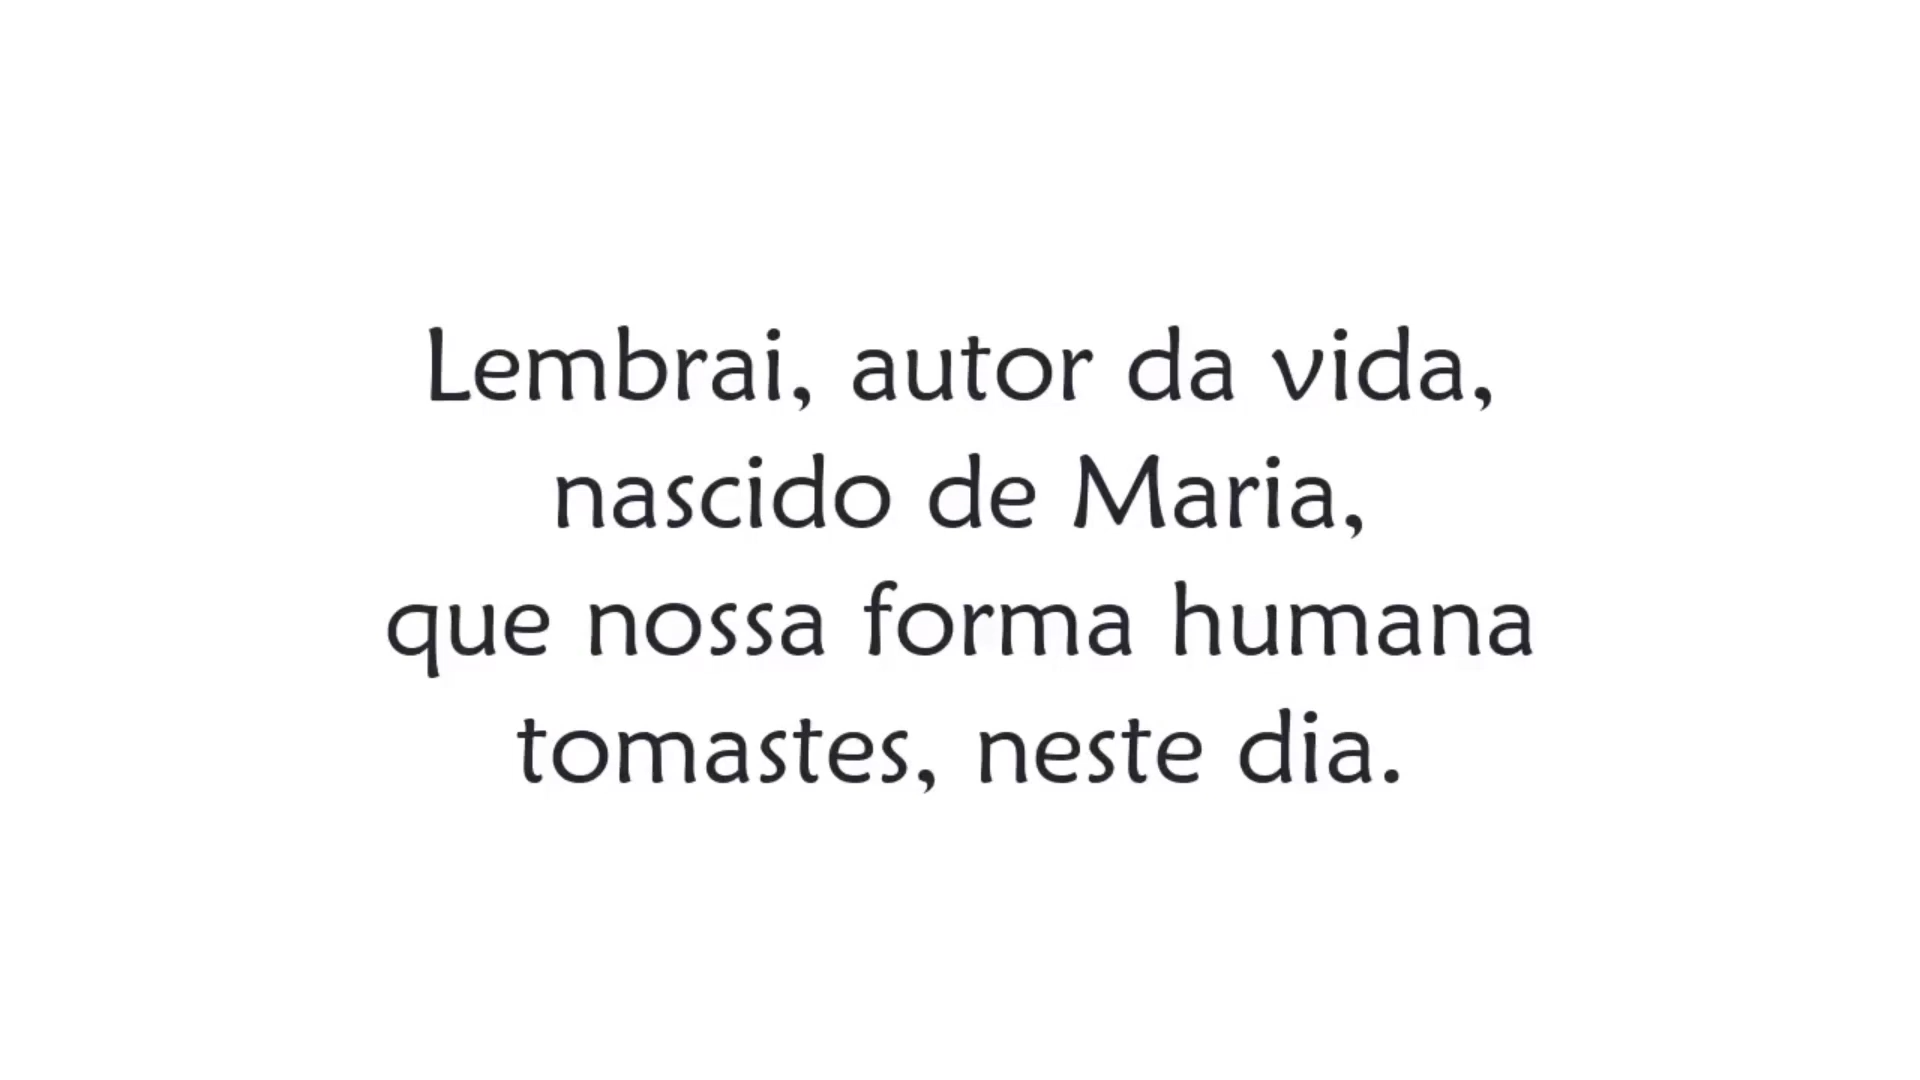 Lembrai, autor da vida,
nascido de Maria,
que nossa forma humana
tomastes, neste dia.